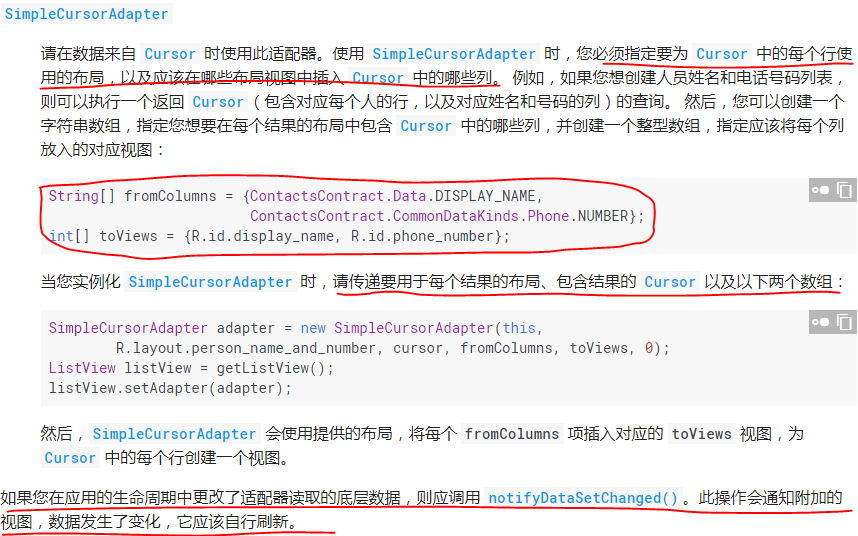 SimpleCursorAdapter
请在数据来自 Cursor 时使用此适配器。使用 SimpleCursorAdapter 时，您必须指定要为 Cursor 中的每个行使
用的布局，以及应该在哪些布局视图中插入 Cursor 中的哪些列。 例如，如果您想创建人员姓名和电话号码列表，
则可以执行一个返回 Cursor（包含对应每个人的行，以及对应姓名和号码的列）的查询。 然后，您可以创建一个
字符串数组，指定您想要在每个结果的布局中包含 Cursor 中的哪些列，并创建一个整型数组，指定应该将每个列
放入的对应视图：
String[] fromColumns = {ContactsContract.Data.DISPLAY_NAME,
ContactsContract.CommonDataKinds.Phone.NUMBER};
int[] toViews = {R.id.display_name, R.id.phone_number};
当您实例化 SimpleCursorAdapter 时，请传递要用于每个结果的布局、包含结果的 Cursor 以及以下两个数组：
SimpleCursorAdapter adapter = new SimpleCursorAdapter(this,
R.layout.person_name_and_number, cursor, fromColumns, toViews, 0);
ListView listView = getListView();
listView.setAdapter(adapter);
然后，SimpleCursorAdapter 会使用提供的布局，将每个 fromColumns 项插入对应的 toViews 视图，为
Cursor 中的每个行创建一个视图。
如果您在应用的生命周期中更改了适配器读取的底层数据，则应调用 notifyDataSetChanged()。此操作会通知附加的
视图，数据发生了变化，它应该自行刷新。